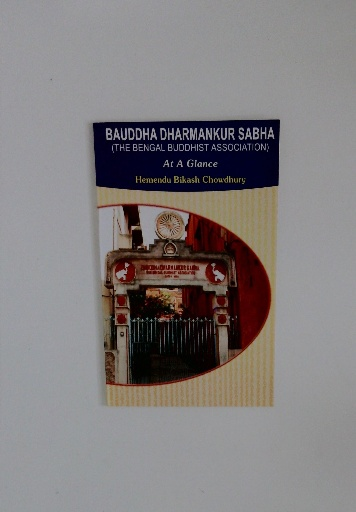 BAUDDHA DHARMANKUR SABHA
(THE BENGAL BUDDHIST ASSOCIATION)
At A Glance
Hemendu Bikash Chowdhury